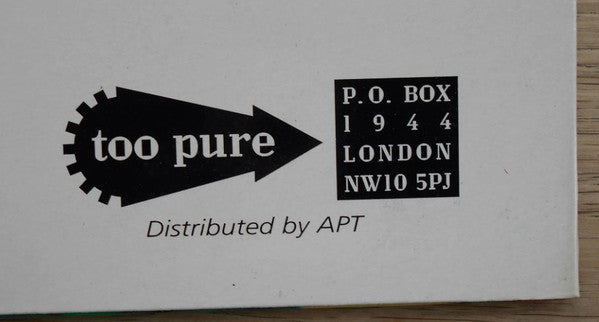 too pure
P.O. BOX
1944
LONDON
NW10 5PJ
Distributed by APT